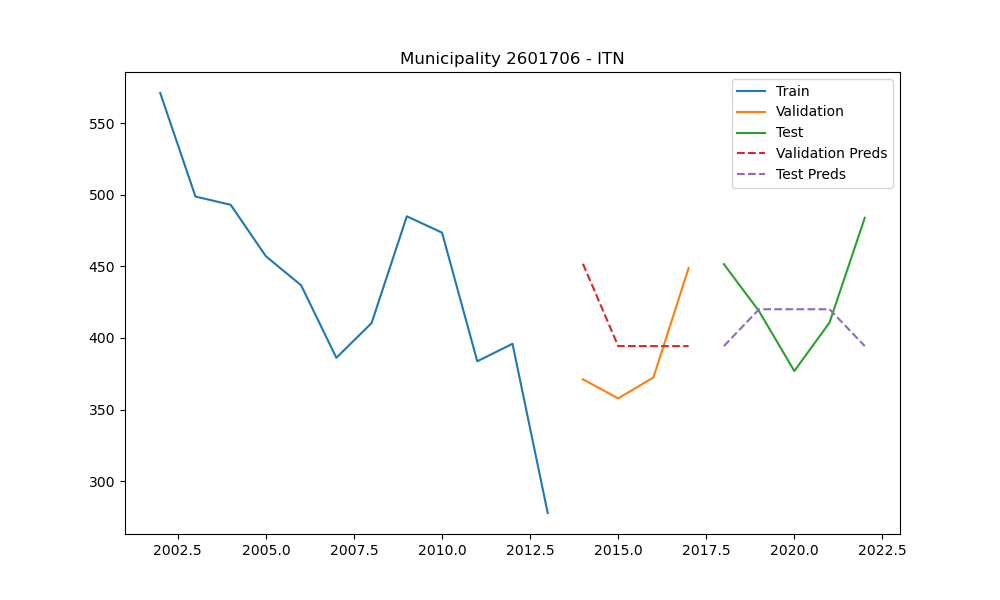 Municipality 2601706 - ITN
Train
Validation
Test
Validation Preds
Test Preds
550
500
450
400
350
300
2002.5 2005.0 2007.5 2010.0 2012.5 2015.0 2017.5 2020.0 2022.5